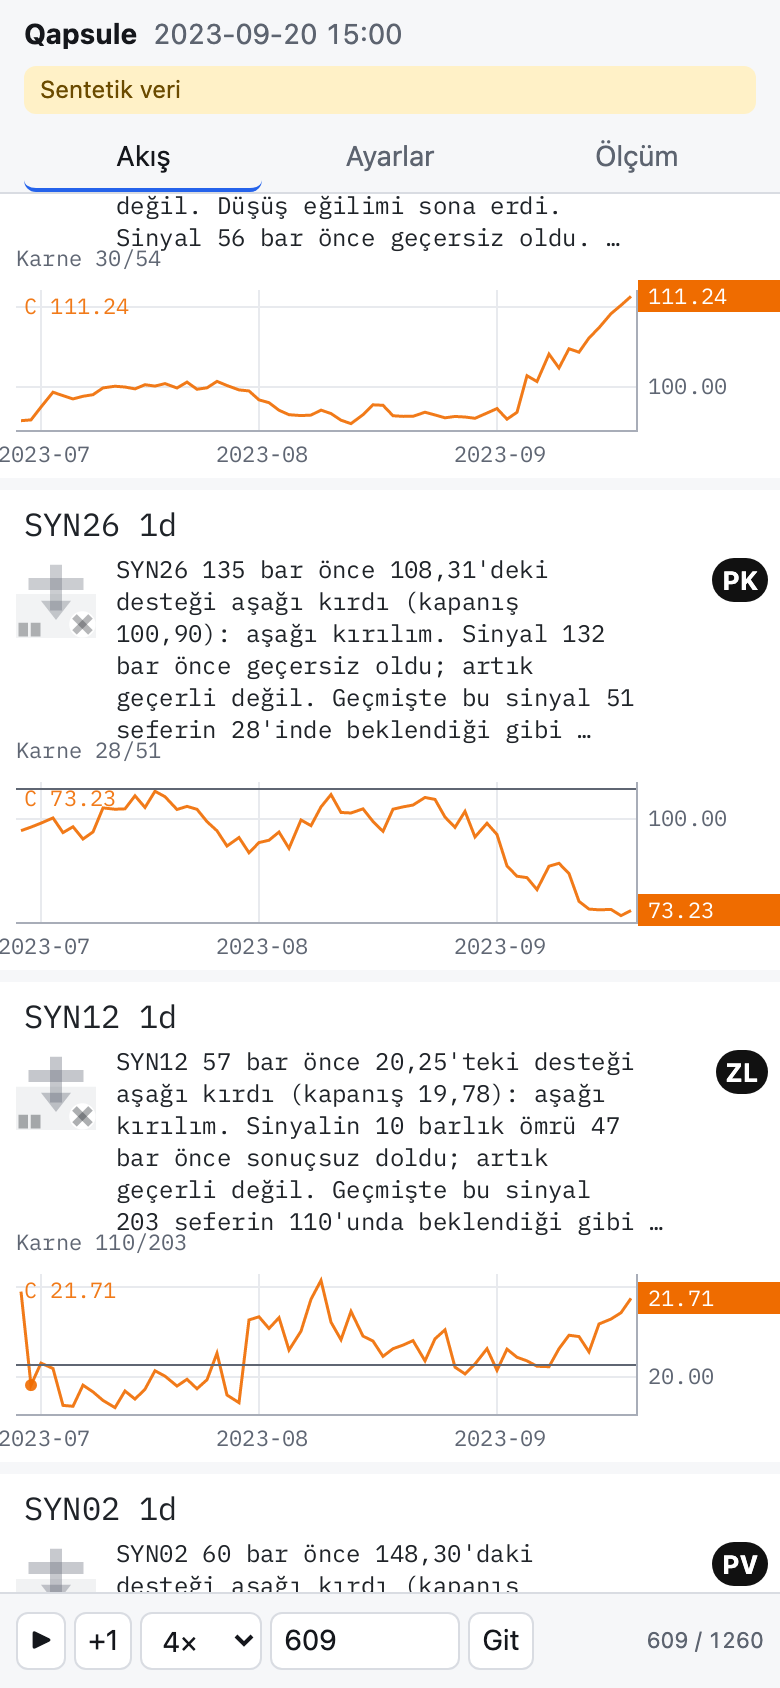 Qapsule 2023-09-20 15:00
Sentetik veri
Akış Ayarlar Ölçüm
değil. Düşüş eğilimi sona erdi.
Sinyal 56 bar önce geçersiz oldu. …
Karne 30/54
C 111.24
111.24
100.00
2023-07 2023-08 2023-09
SYN26 1d
SYN26 135 bar önce 108,31'deki
desteği aşağı kırdı (kapanış
100,90): aşağı kırılım. Sinyal 132
bar önce geçersiz oldu; artık
geçerli değil. Geçmişte bu sinyal 51
seferin 28'inde beklendiği gibi …
PK
Karne 28/51
C 73.23
100.00
73.23
2023-07 2023-08 2023-09
SYN12 1d
SYN12 57 bar önce 20,25'teki desteği
aşağı kırdı (kapanış 19,78): aşağı
kırılım. Sinyalin 10 barlık ömrü 47
bar önce sonuçsuz doldu; artık
geçerli değil. Geçmişte bu sinyal
203 seferin 110'unda beklendiği gibi …
ZL
Karne 110/203
C 21.71
21.71
20.00
2023-07 2023-08 2023-09
SYN02 1d
SYN02 60 bar önce 148,30'daki
desteği aşağı kırdı (kapanış
PV
+1 4× 609 Git 609 / 1260